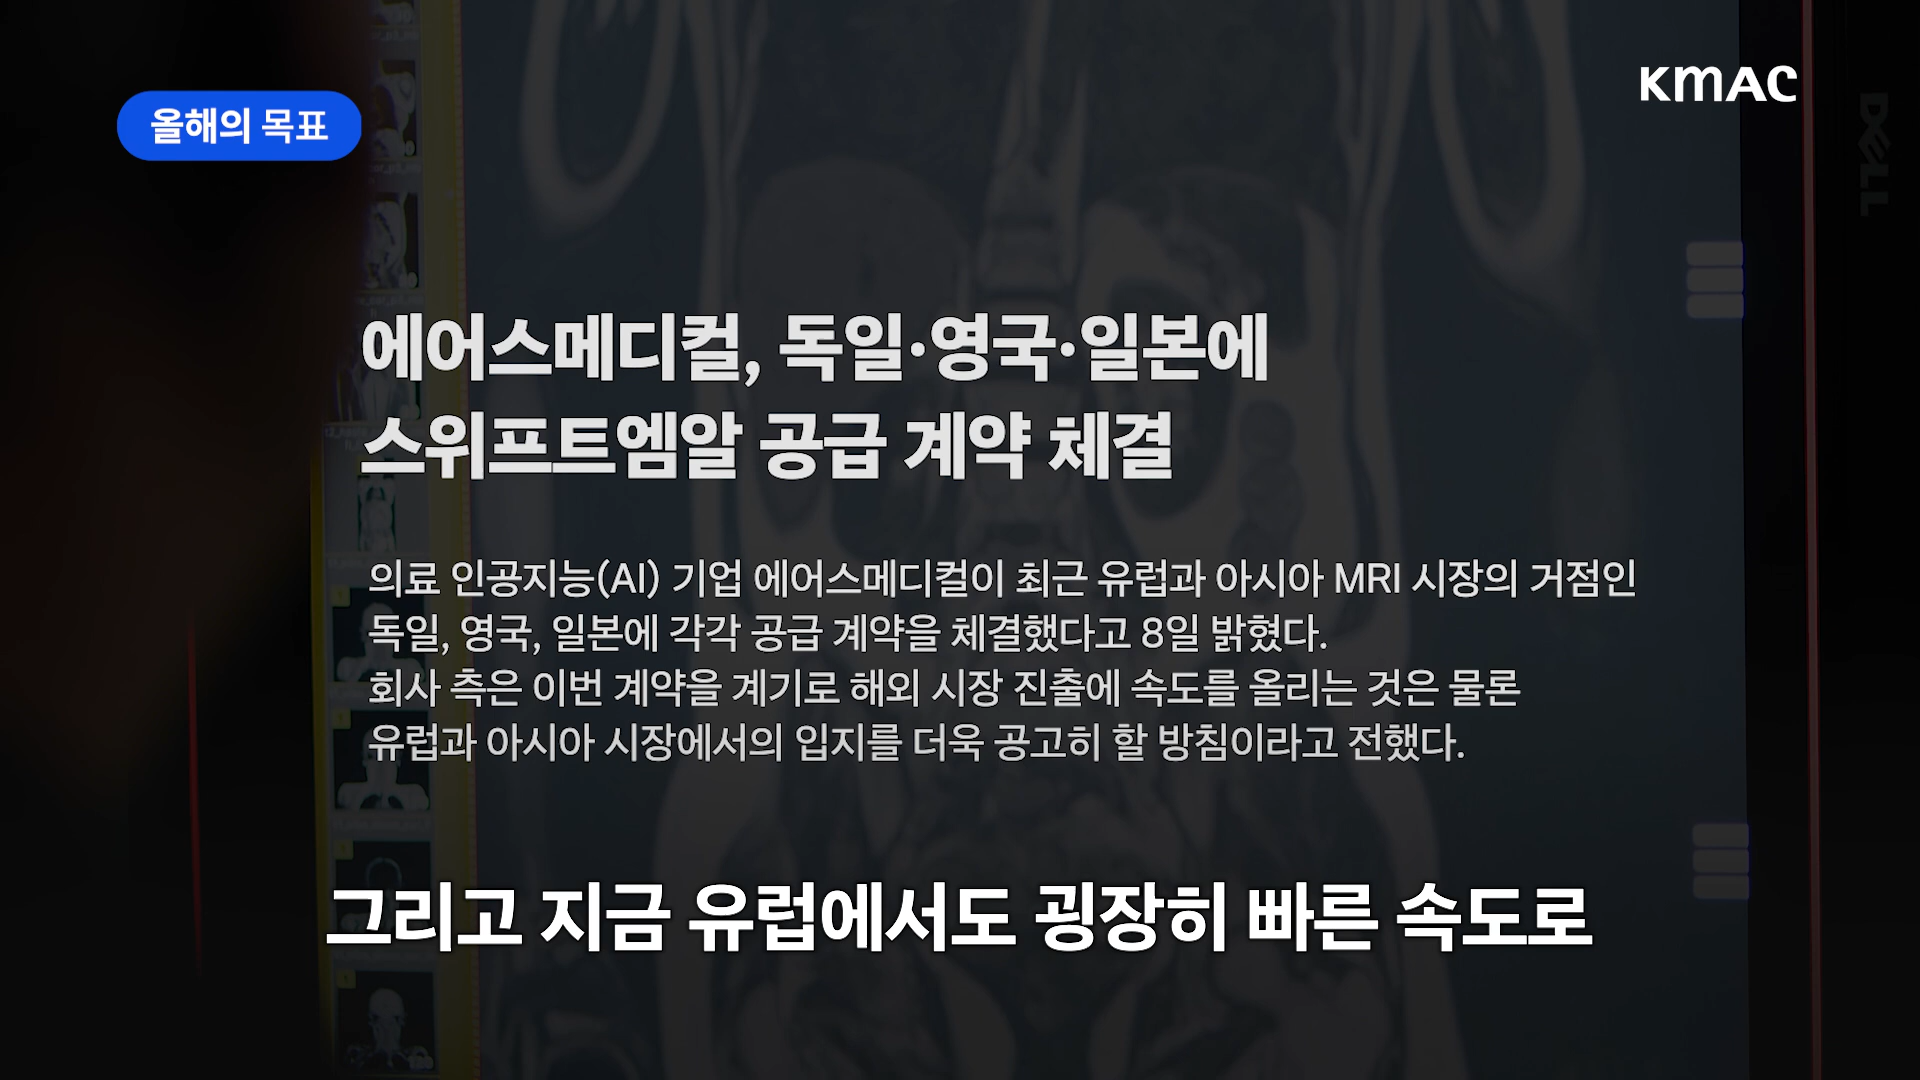 KMAC
올해의 목표
DELL
에어스메디컬, 독일·영국·일본에
스위프트엠알 공급 계약 체결
의료 인공지능(AI) 기업 에어스메디컬이 최근 유럽과 아시아 MRI 시장의 거점인
독일, 영국, 일본에 각각 공급 계약을 체결했다고 8일 밝혔다.
회사 측은 이번 계약을 계기로 해외 시장 진출에 속도를 올리는 것은 물론
유럽과 아시아 시장에서의 입지를 더욱 공고히 할 방침이라고 전했다.
그리고 지금 유럽에서도 굉장히 빠른 속도로